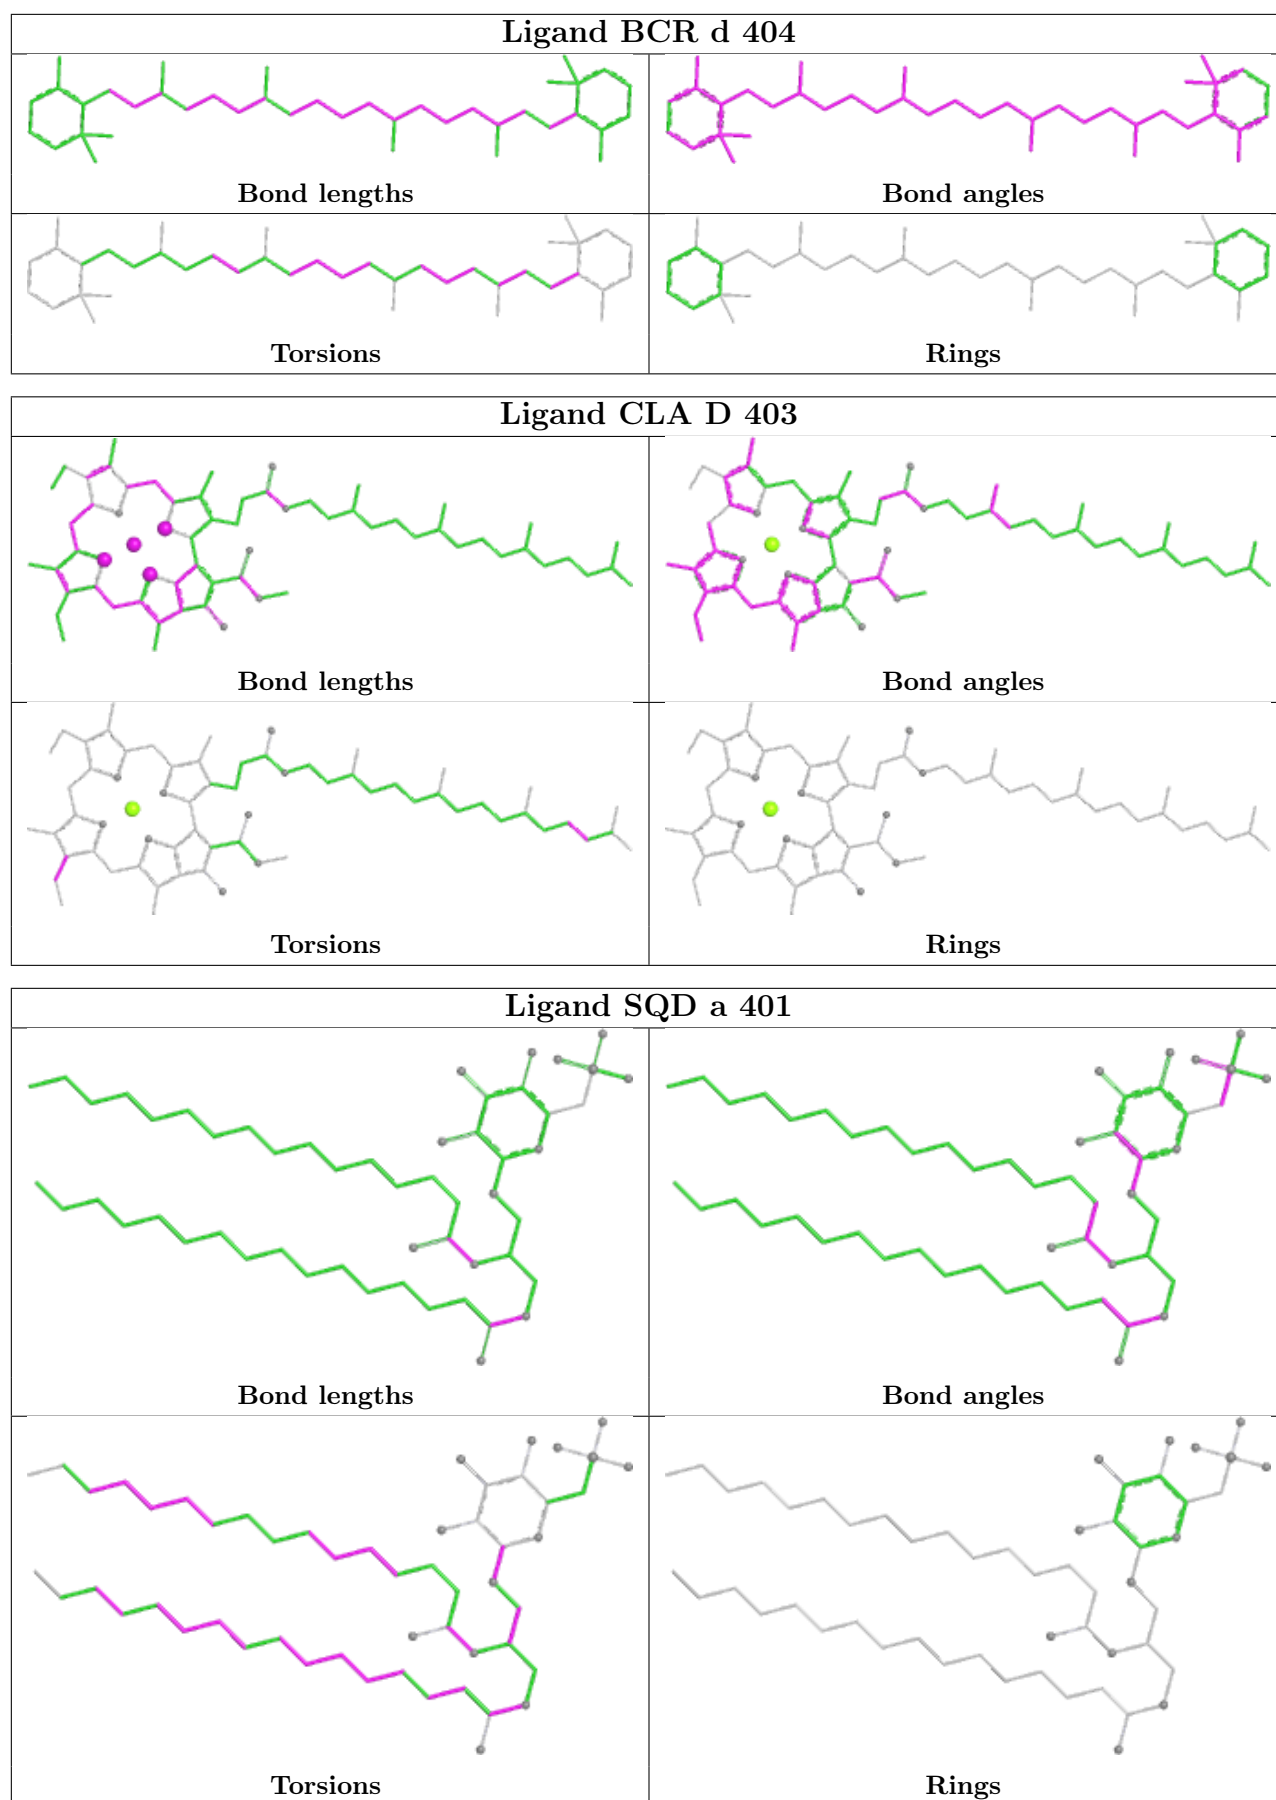 Ligand BCR d 404
Bond lengths
Bond angles
Torsions
Rings
Ligand CLA D 403
Bond lengths
Bond angles
Torsions
Rings
Ligand SQD a 401
Bond lengths
Bond angles
Torsions
Rings